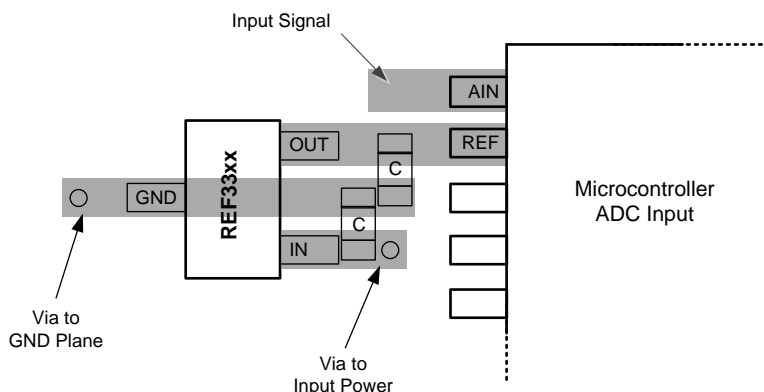 Input Signal
AIN
OUT
REF
C
Microcontroller
ADC Input
GND
REF33xx
C
IN
Via to
GND Plane
Via to
Input Power